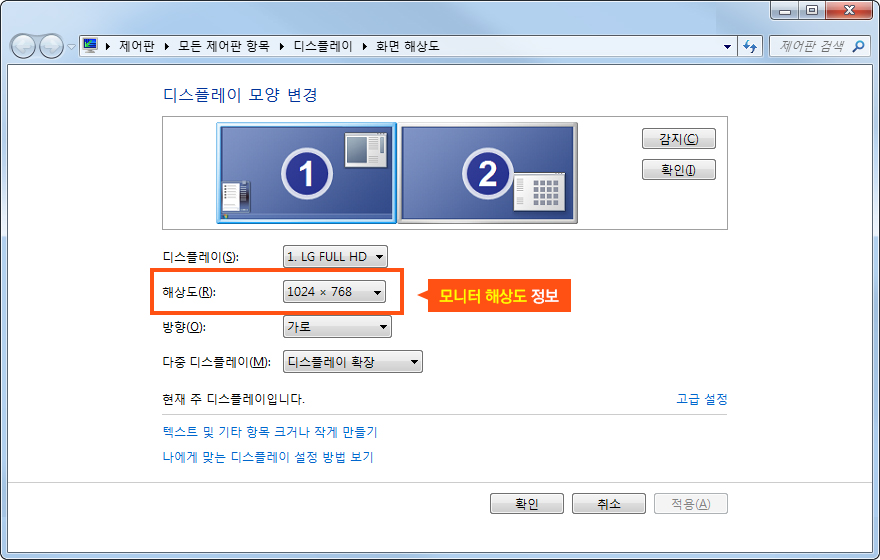 제어판 ▸ 모든 제어판 항목 ▸ 디스플레이 ▸ 화면 해상도
제어판 검색
디스플레이 모양 변경
1
2
감지(C)
확인(I)
디스플레이(S): 1. LG FULL HD
해상도(R): 1024 × 768
모니터 해상도 정보
방향(O): 가로
다중 디스플레이(M): 디스플레이 확장
현재 주 디스플레이입니다.
고급 설정
텍스트 및 기타 항목 크거나 작게 만들기
나에게 맞는 디스플레이 설정 방법 보기
확인
취소
적용(A)